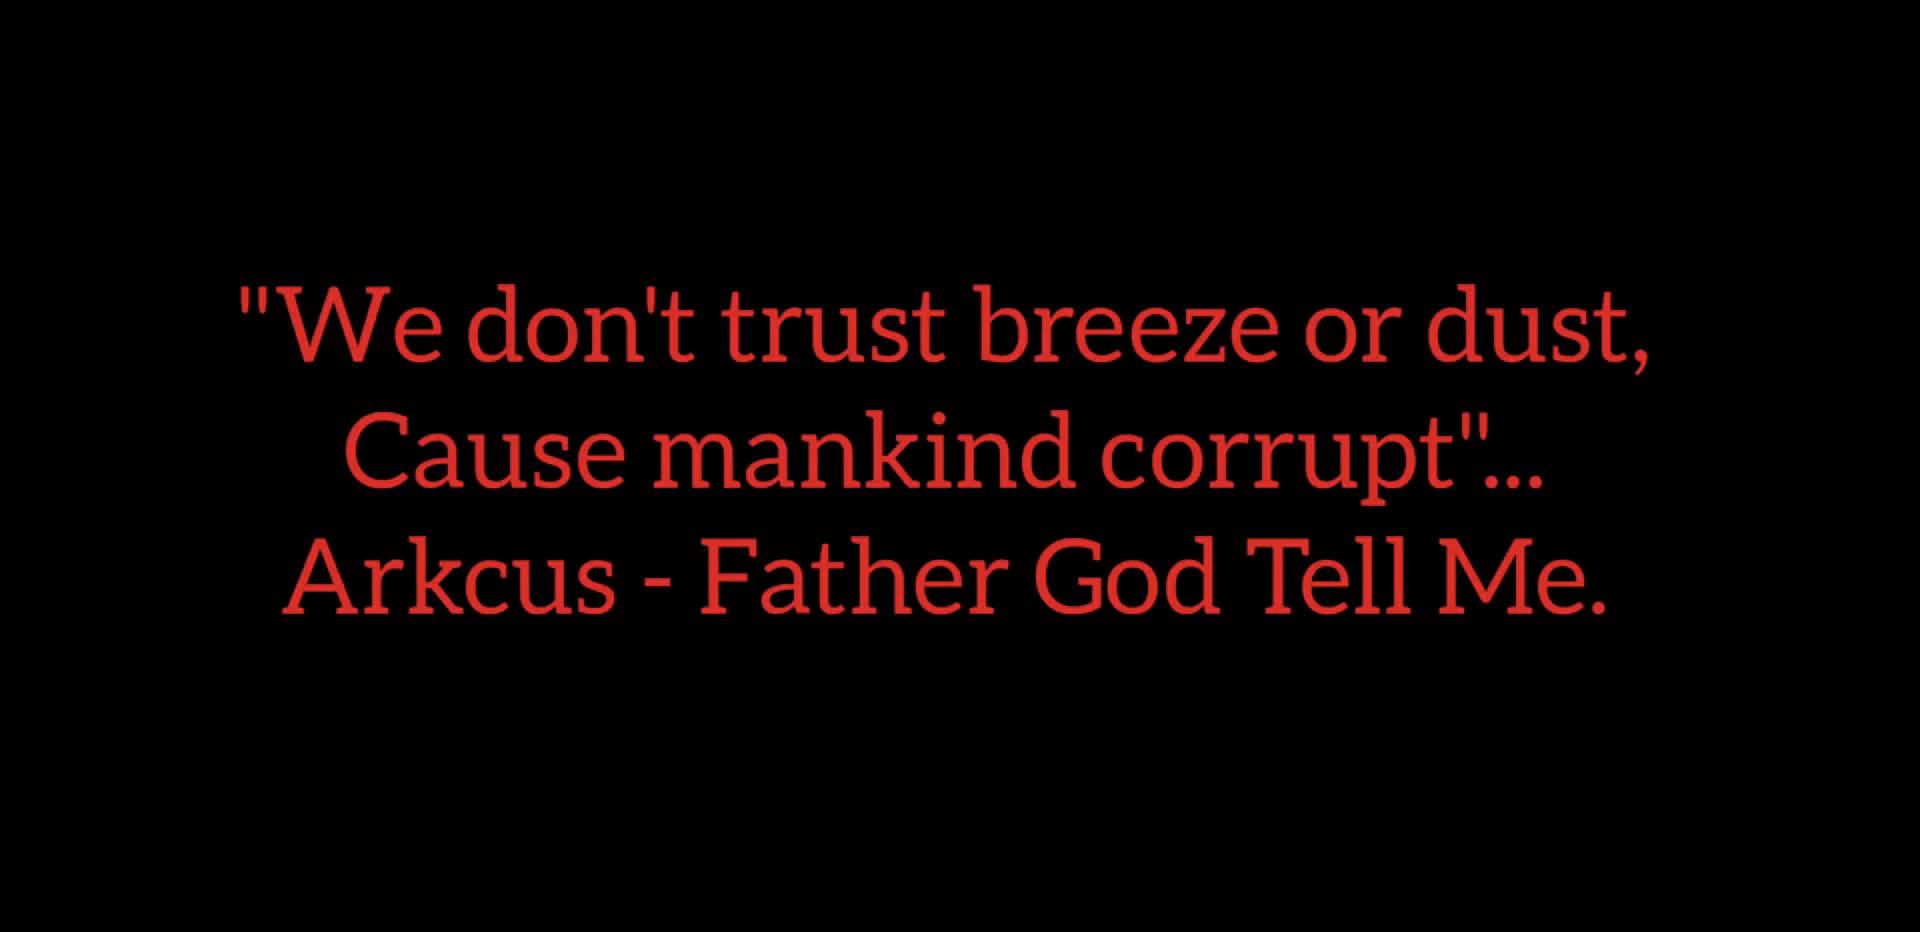 "We don't trust breeze or dust,
Cause mankind corrupt"...
Arkcus - Father God Tell Me.